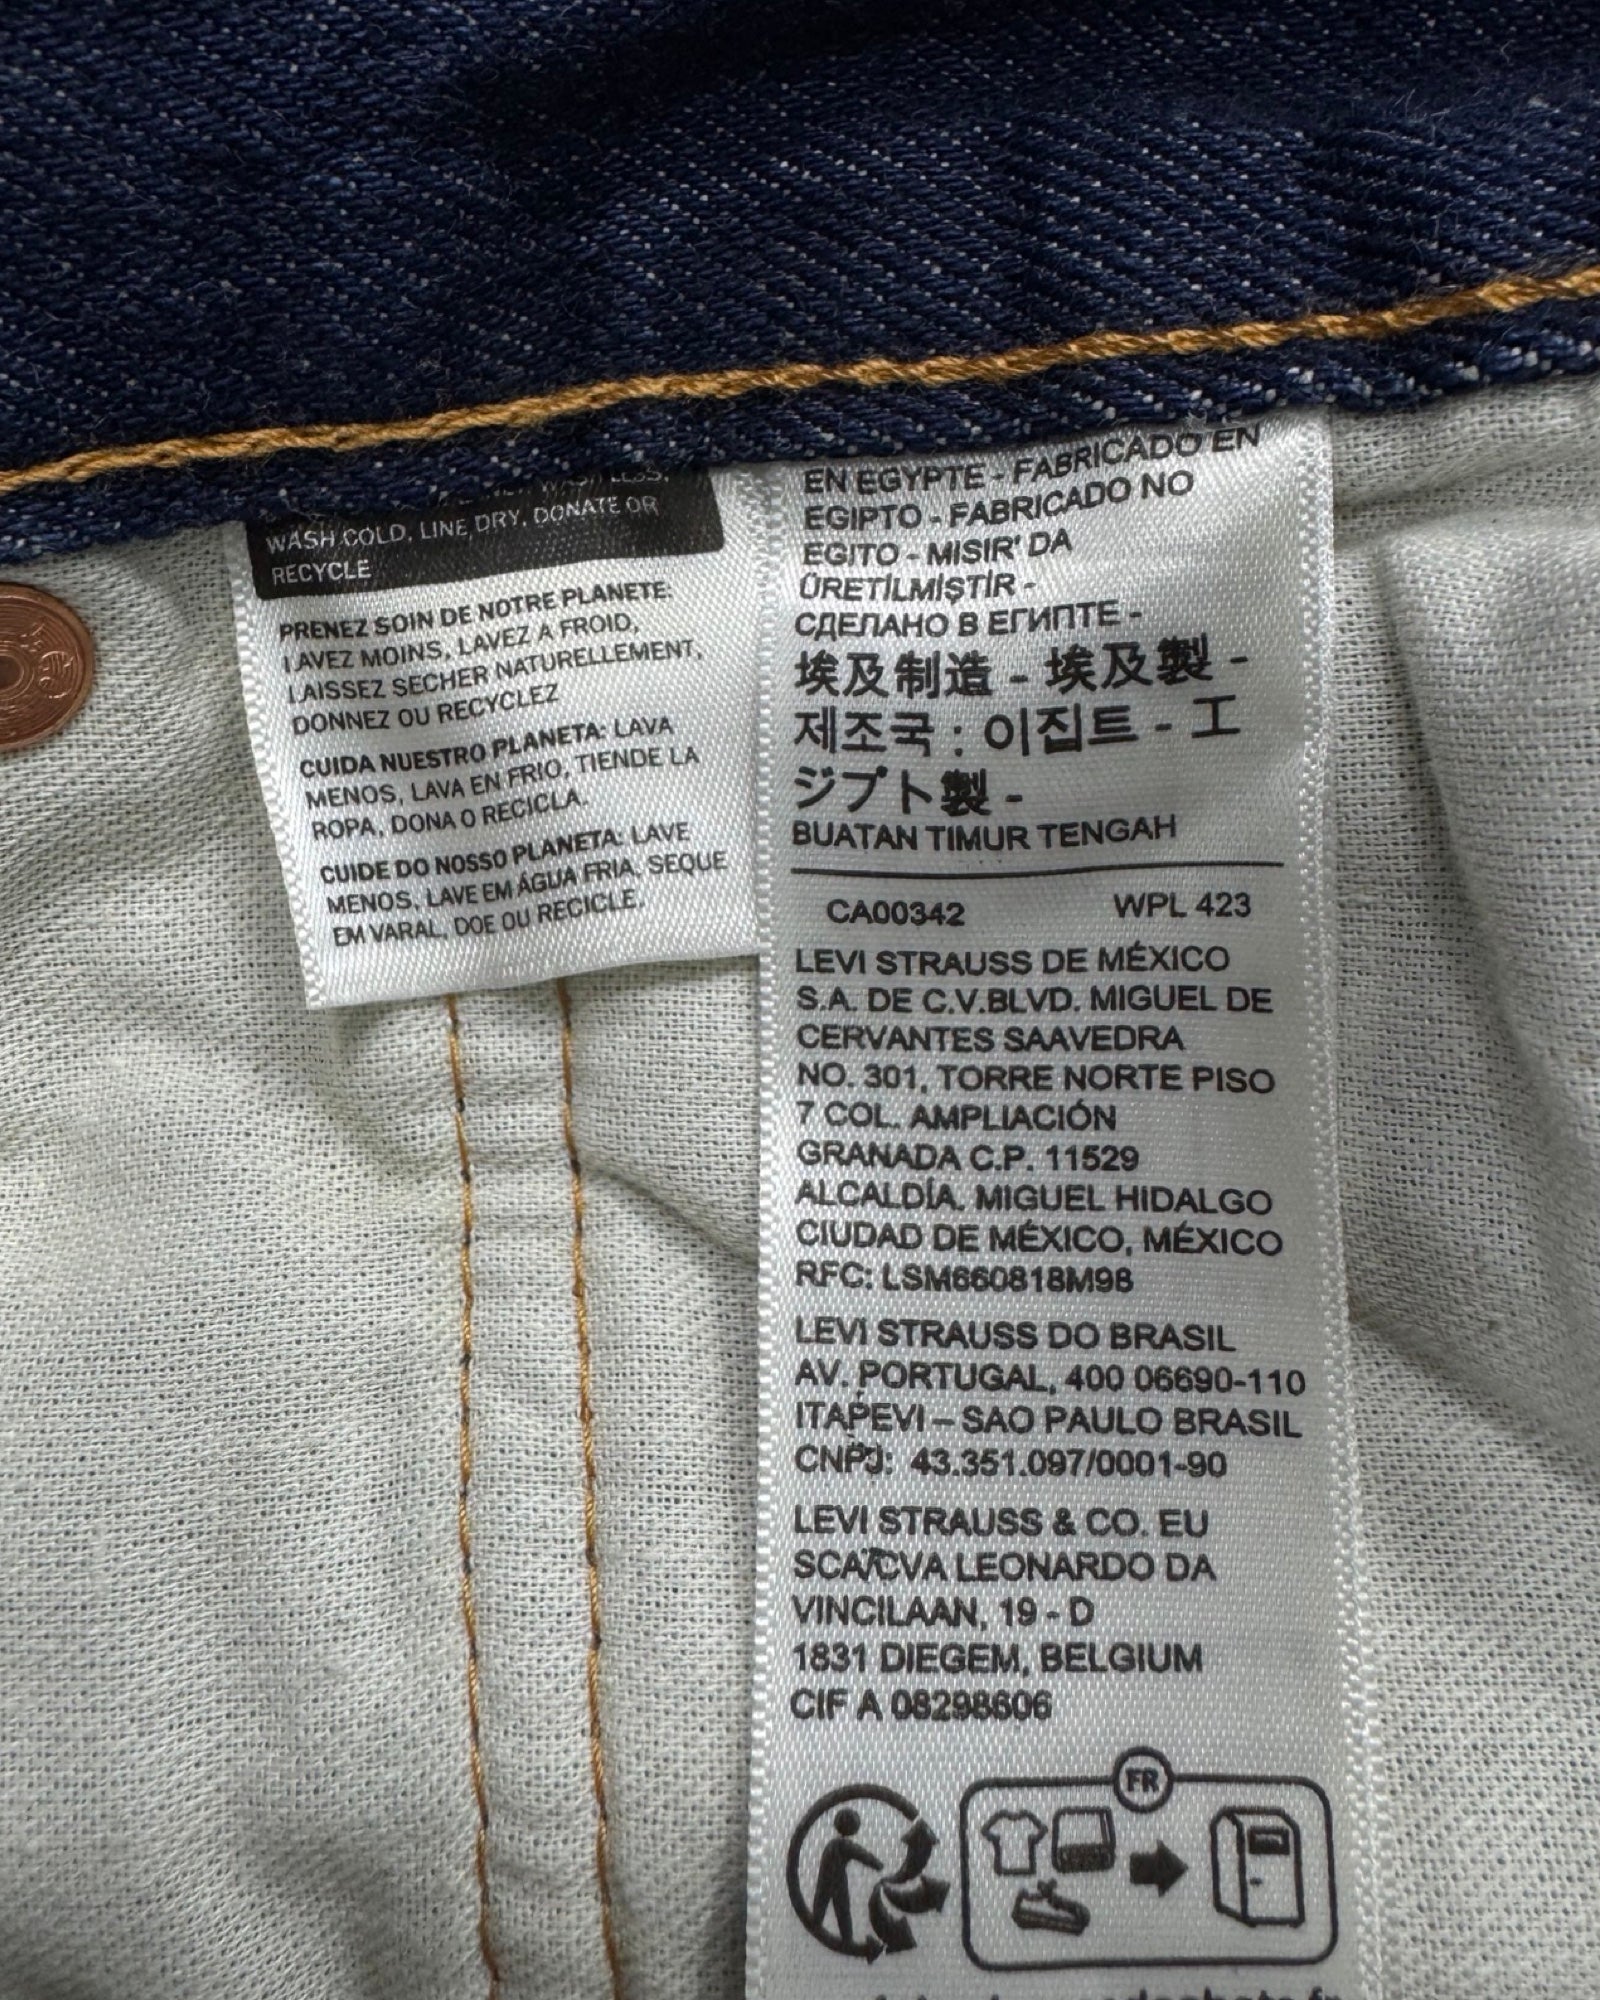 WASH COLD, LINE DRY, DONATE OR
RECYCLE
PRENEZ SOIN DE NOTRE PLANETE:
LAVEZ MOINS, LAVEZ A FROID,
LAISSEZ SECHER NATURELLEMENT,
DONNEZ OU RECYCLEZ
CUIDA NUESTRO PLANETA: LAVA
MENOS, LAVA EN FRIO, TIENDE LA
ROPA, DONA O RECICLA.
CUIDE DO NOSSO PLANETA: LAVE
MENOS, LAVE EM ÁGUA FRIA, SEQUE
EM VARAL, DOE OU RECICLE.
EN EGYPTE - FABRICADO EN
EGIPTO - FABRICADO NO
EGITO - MISIR' DA
ÜRETİLMİŞTİR -
СДЕЛАНО В ЕГИПТЕ -
埃及制造 - 埃及製 -
제조국 : 이집트 - エ
ジプト製 -
BUATAN TIMUR TENGAH
CA00342 WPL 423
LEVI STRAUSS DE MÉXICO
S.A. DE C.V.BLVD. MIGUEL DE
CERVANTES SAAVEDRA
NO. 301, TORRE NORTE PISO
7 COL. AMPLIACIÓN
GRANADA C.P. 11529
ALCALDÍA. MIGUEL HIDALGO
CIUDAD DE MÉXICO, MÉXICO
RFC: LSM660818M98
LEVI STRAUSS DO BRASIL
AV. PORTUGAL, 400 06690-110
ITAPEVI – SAO PAULO BRASIL
CNPJ: 43.351.097/0001-90
LEVI STRAUSS & CO. EU
SCA/CVA LEONARDO DA
VINCILAAN, 19 - D
1831 DIEGEM, BELGIUM
CIF A 08298606
FR